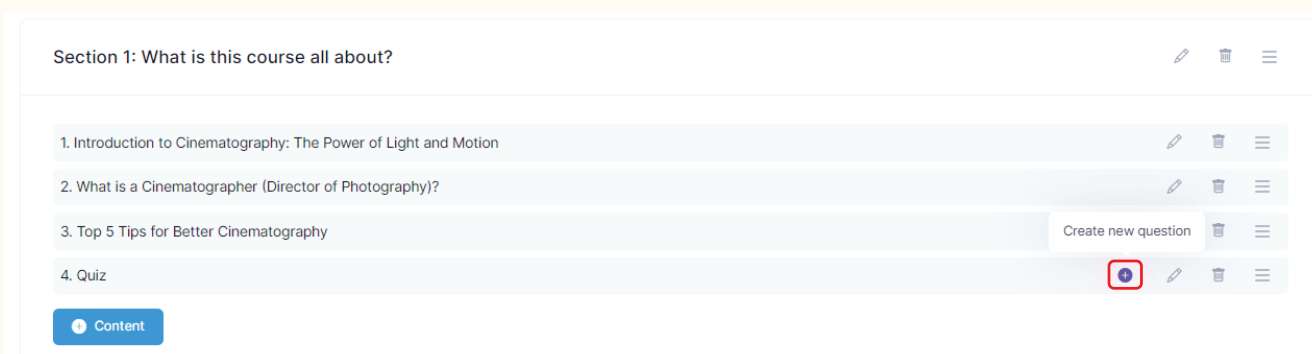 Section 1: What is this course all about?
1. Introduction to Cinematography: The Power of Light and Motion
2. What is a Cinematographer (Director of Photography)?
3. Top 5 Tips for Better Cinematography
Create new question
4. Quiz
Content